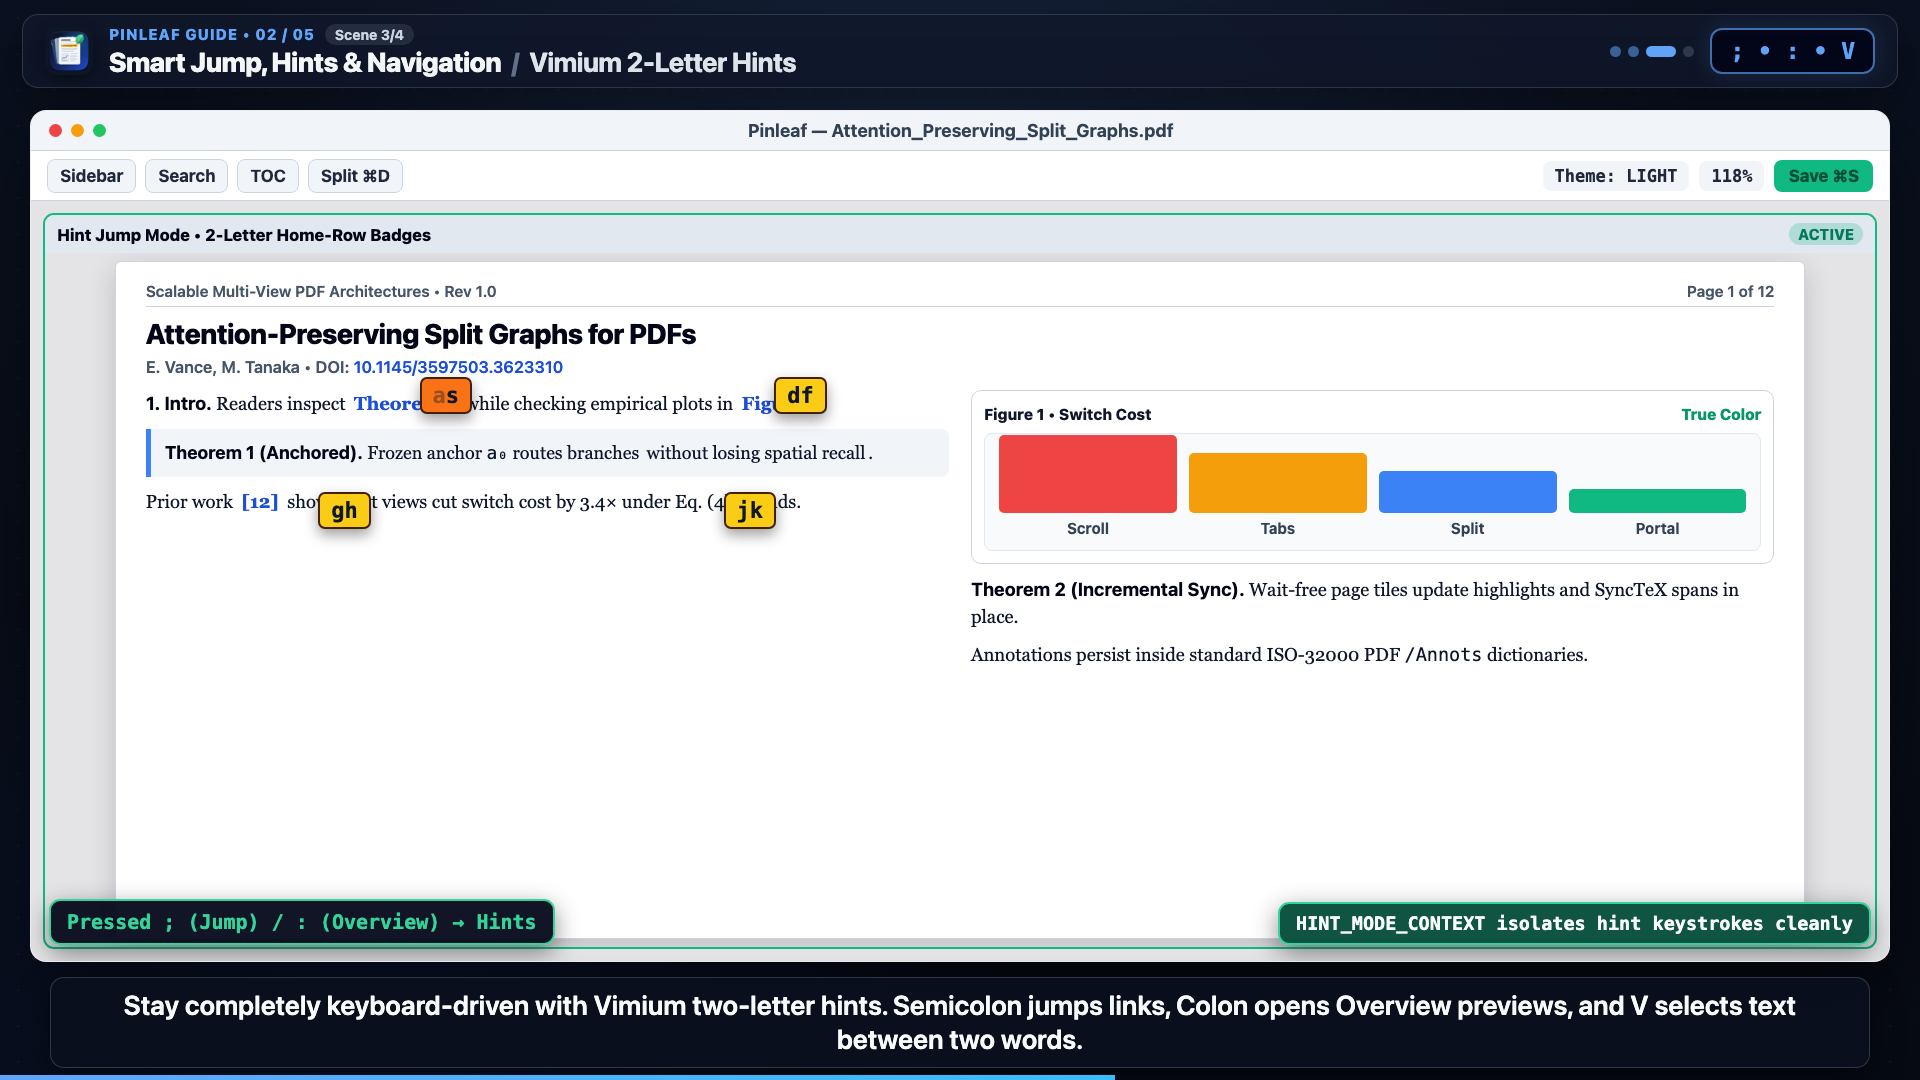 PINLEAF GUIDE • 02 / 05 Scene 3/4
Smart Jump, Hints & Navigation / Vimium 2-Letter Hints
; • : • V
Pinleaf — Attention_Preserving_Split_Graphs.pdf
Sidebar Search TOC Split ⌘D
Theme: LIGHT 118% Save ⌘S
Hint Jump Mode • 2-Letter Home-Row Badges
ACTIVE
Scalable Multi-View PDF Architectures • Rev 1.0
Page 1 of 12
Attention-Preserving Split Graphs for PDFs
E. Vance, M. Tanaka • DOI: 10.1145/3597503.3623310
1. Intro. Readers inspect as while checking empirical plots in df
Theorem 1 (Anchored). Frozen anchor a₀ routes branches without losing spatial recall.
Prior work [12] gh views cut switch cost by 3.4× under Eq. (4 jk
Figure 1 • Switch Cost
True Color
Scroll Tabs Split Portal
Theorem 2 (Incremental Sync). Wait-free page tiles update highlights and SyncTeX spans in
place.
Annotations persist inside standard ISO-32000 PDF /Annots dictionaries.
Pressed ; (Jump) / : (Overview) → Hints
HINT_MODE_CONTEXT isolates hint keystrokes cleanly
Stay completely keyboard-driven with Vimium two-letter hints. Semicolon jumps links, Colon opens Overview previews, and V selects text
between two words.